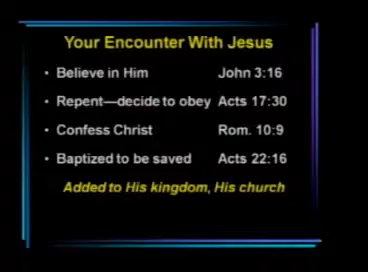 Your Encounter With Jesus
• Believe in Him John 3:16
• Repent—decide to obey Acts 17:30
• Confess Christ Rom. 10:9
• Baptized to be saved Acts 22:16
Added to His kingdom, His church